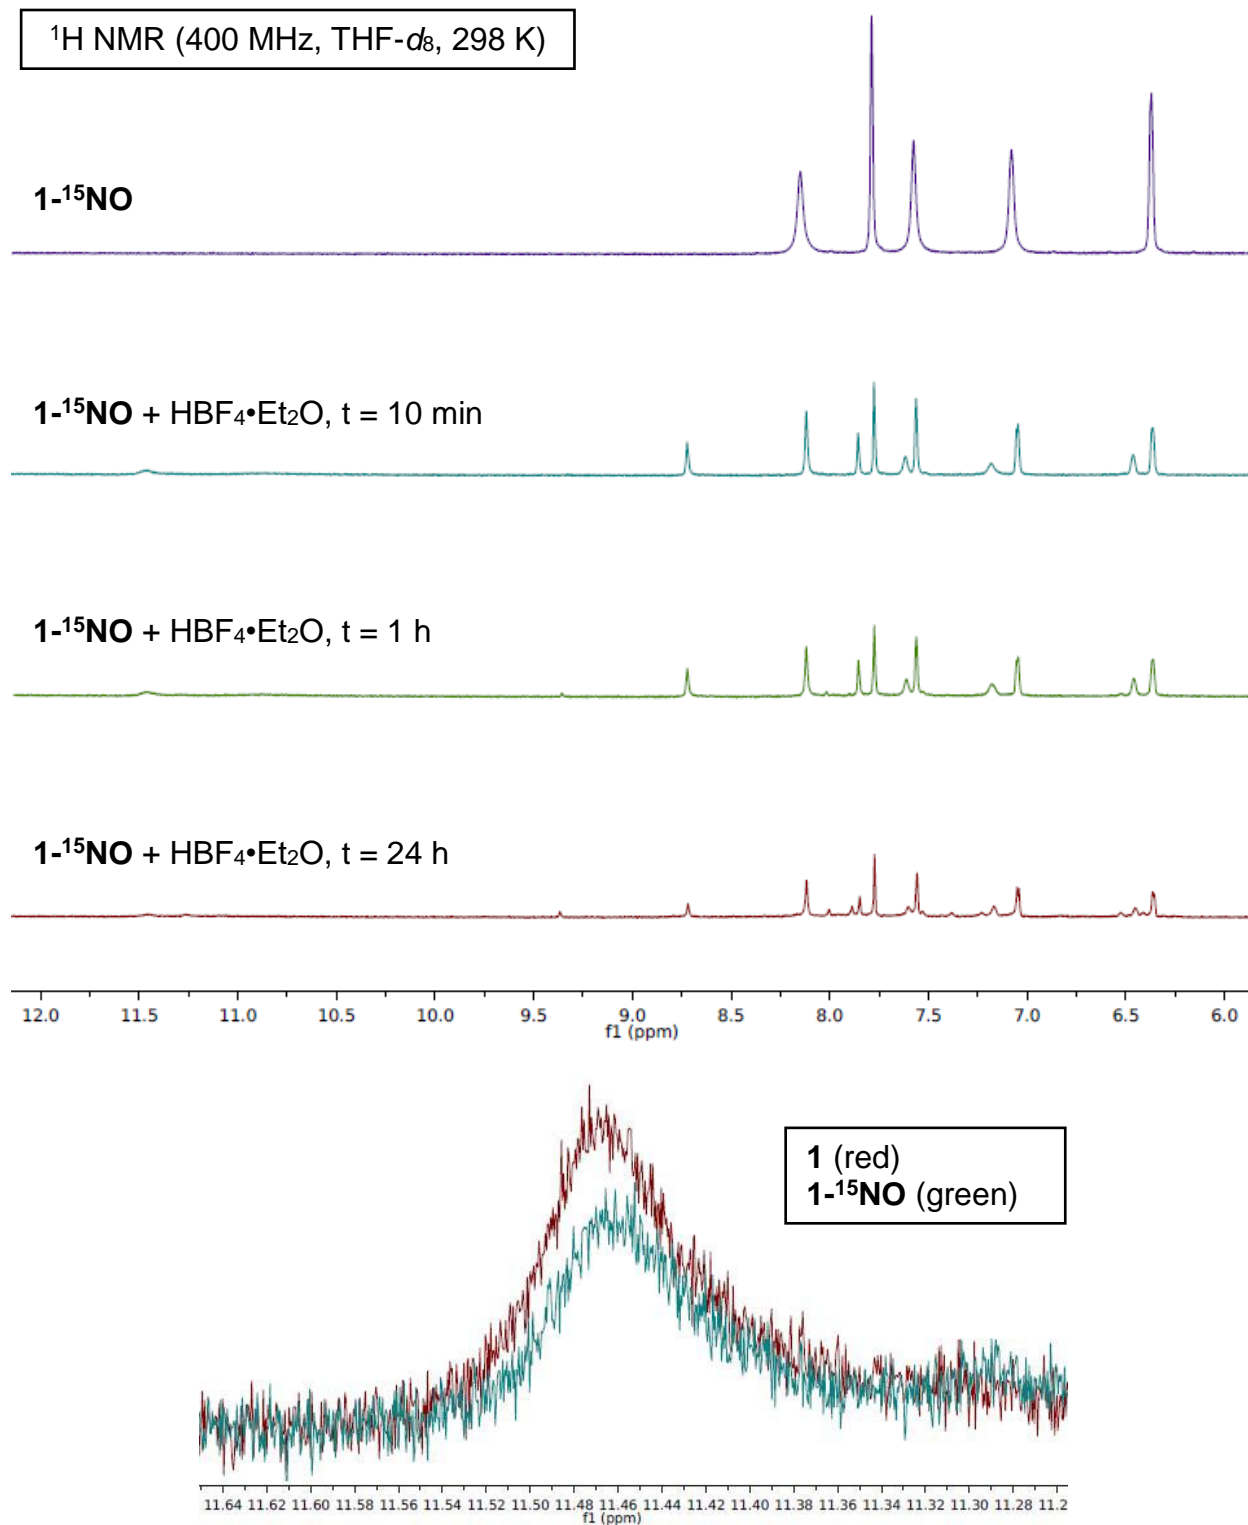 ¹H NMR (400 MHz, THF-d₈, 298 K)
1-¹⁵NO
1-¹⁵NO + HBF₄•Et₂O, t = 10 min
1-¹⁵NO + HBF₄•Et₂O, t = 1 h
1-¹⁵NO + HBF₄•Et₂O, t = 24 h
12.0 11.5 11.0 10.5 10.0 9.5 9.0 8.5 8.0 7.5 7.0 6.5 6.0
f1 (ppm)
1 (red)
1-¹⁵NO (green)
11.64 11.62 11.60 11.58 11.56 11.54 11.52 11.50 11.48 11.46 11.44 11.42 11.40 11.38 11.36 11.34 11.32 11.30 11.28 11.2
f1 (ppm)